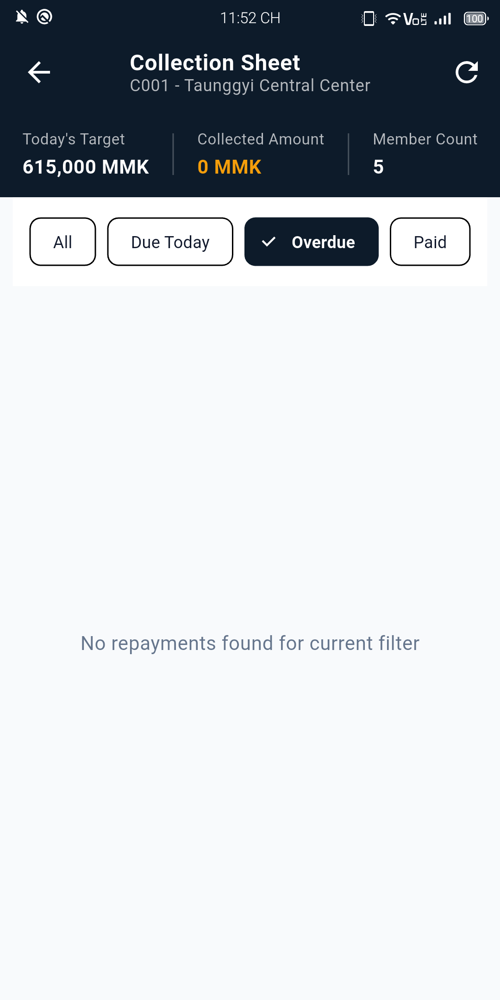 11:52 CH
VoLTE
100
Collection Sheet
C001 - Taunggyi Central Center
Today's Target
615,000 MMK
Collected Amount
0 MMK
Member Count
5
All
Due Today
Overdue
Paid
No repayments found for current filter